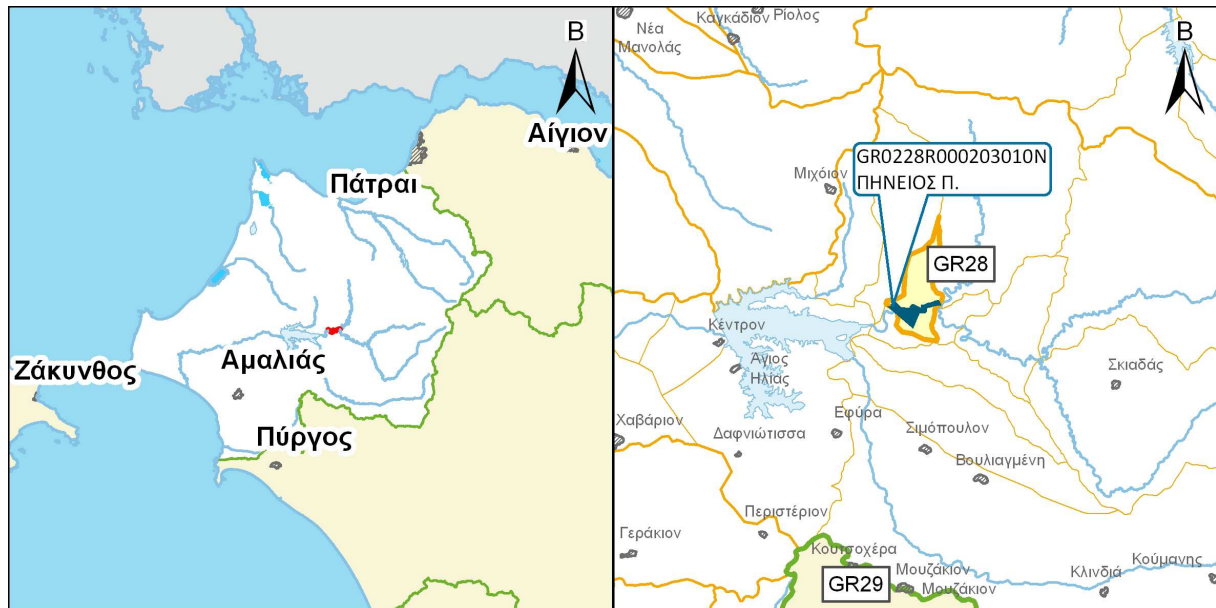 Β
Αίγιον
Πάτραι
Αμαλιάς
Ζάκυνθος
Πύργος
Β
Καγκάδιον
Ρίολος
Νέα
Μανολάς
GR0228R000203010N
ΠΗΝΕΙΟΣ Π.
Μιχόιον
GR28
Κέντρον
Άγιος
Ηλίας
Σκιαδάς
Χαβάριον
Εφύρα
Δαφνιώτισσα
Σιμόπουλον
Βουλιαγμένη
Περιστέριον
Γεράκιον
Κουτσοχέρα
Κούμανης
Μουζάκιον
GR29
Μουζάκιον
Κλινδιά